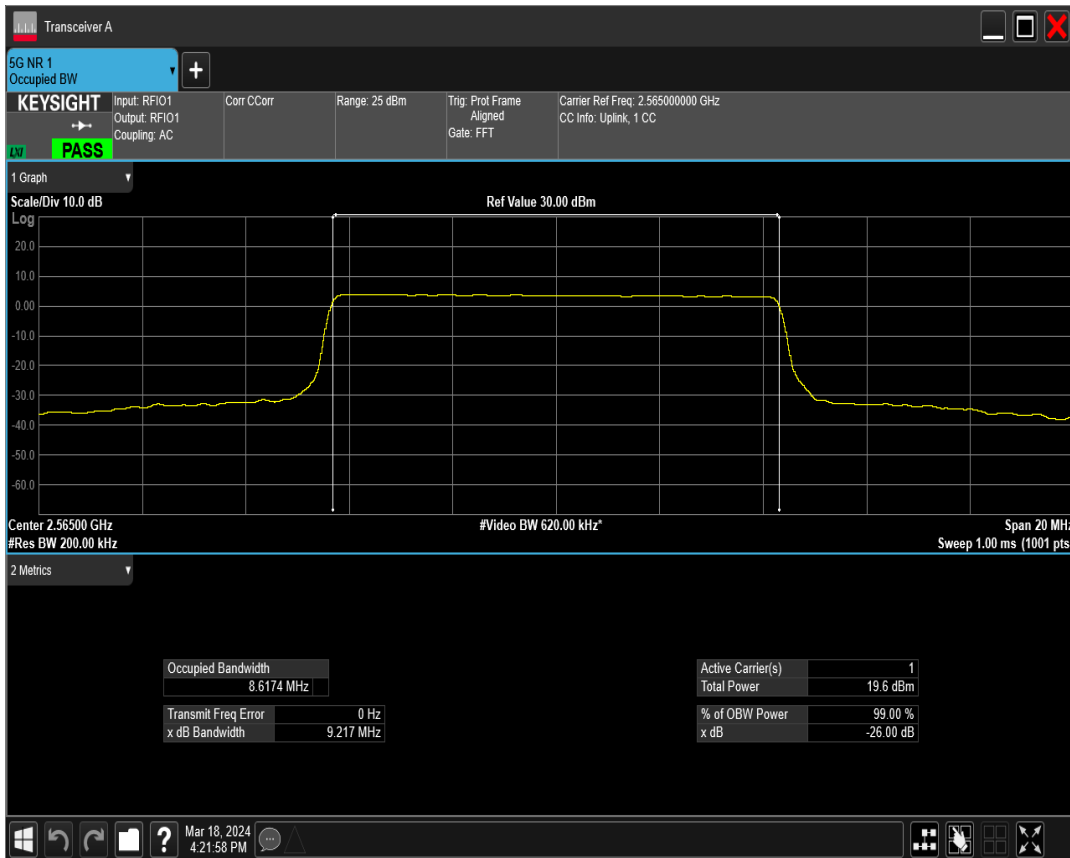 Transceiver A
5G NR 1
Occupied BW
+
KEYSIGHT
LXI
PASS
Input: RFIO1
Output: RFIO1
Coupling: AC
Corr CCorr
Range: 25 dBm
Trig: Prot Frame
Aligned
Gate: FFT
Carrier Ref Freq: 2.565000000 GHz
CC Info: Uplink, 1 CC
1 Graph
Scale/Div 10.0 dB
Ref Value 30.00 dBm
Log
20.0
10.0
0.00
-10.0
-20.0
-30.0
-40.0
-50.0
-60.0
Center 2.56500 GHz
#Video BW 620.00 kHz*
Span 20 MHz
#Res BW 200.00 kHz
Sweep 1.00 ms (1001 pts
2 Metrics
Occupied Bandwidth
8.6174 MHz
Transmit Freq Error 0 Hz
x dB Bandwidth 9.217 MHz
Active Carrier(s) 1
Total Power 19.6 dBm
% of OBW Power 99.00 %
x dB -26.00 dB
?
Mar 18, 2024
4:21:58 PM